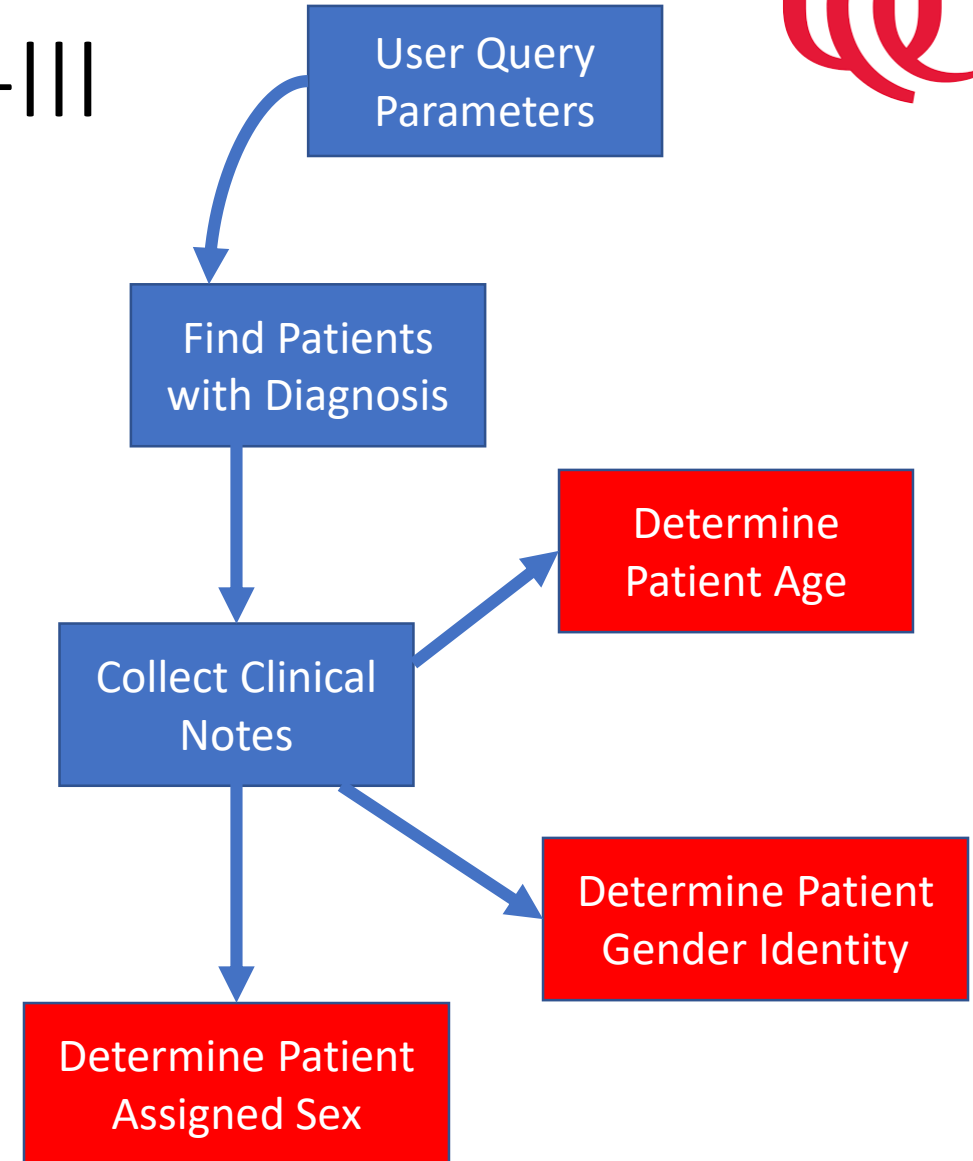 -III
User Query
Parameters
Find Patients
with Diagnosis
Determine
Patient Age
Collect Clinical
Notes
Determine Patient
Gender Identity
Determine Patient
Assigned Sex